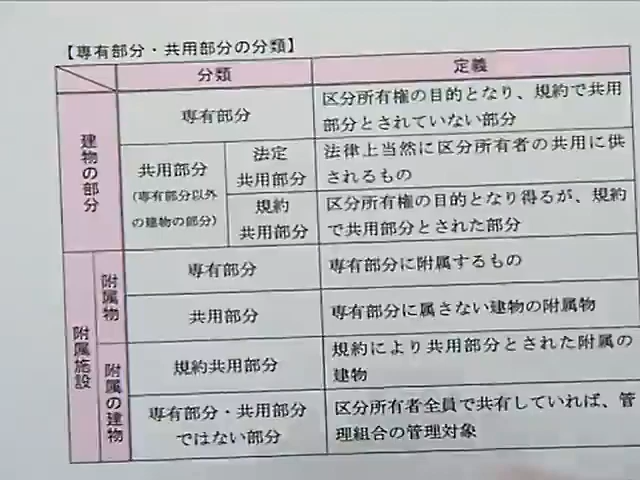 【専有部分・共用部分の分類】
分類
定義
建物の部分
専有部分
区分所有権の目的となり、規約で共用
部分とされていない部分
共用部分
(専有部分以外
の建物の部分)
法定
共用部分
法律上当然に区分所有者の共用に供
されるもの
規約
共用部分
区分所有権の目的となり得るが、規約
で共用部分とされた部分
附属施設
附属物
専有部分
専有部分に附属するもの
共用部分
専有部分に属さない建物の附属物
附属の建物
規約共用部分
規約により共用部分とされた附属の
建物
専有部分・共用部分
ではない部分
区分所有者全員で共有していれば、管
理組合の管理対象